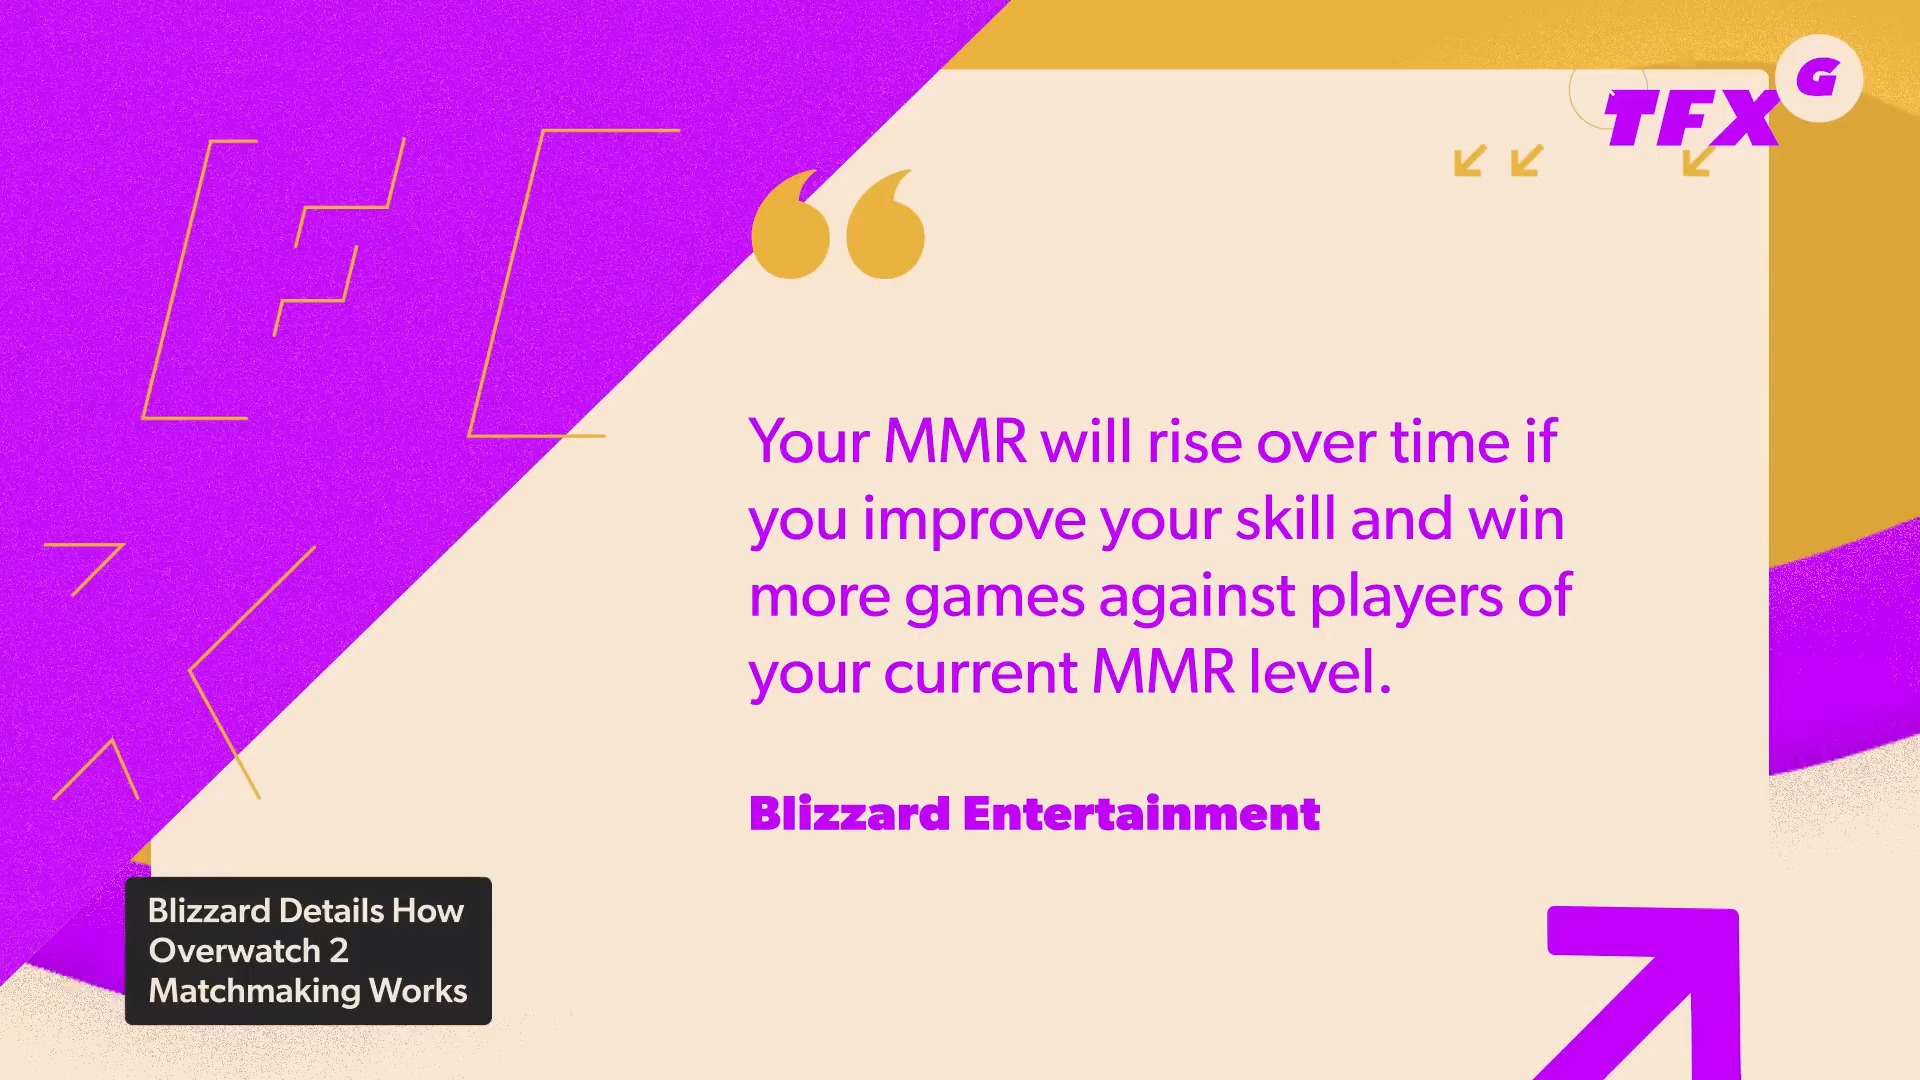 TFX
G
Your MMR will rise over time if
you improve your skill and win
more games against players of
your current MMR level.
Blizzard Entertainment
Blizzard Details How
Overwatch 2
Matchmaking Works